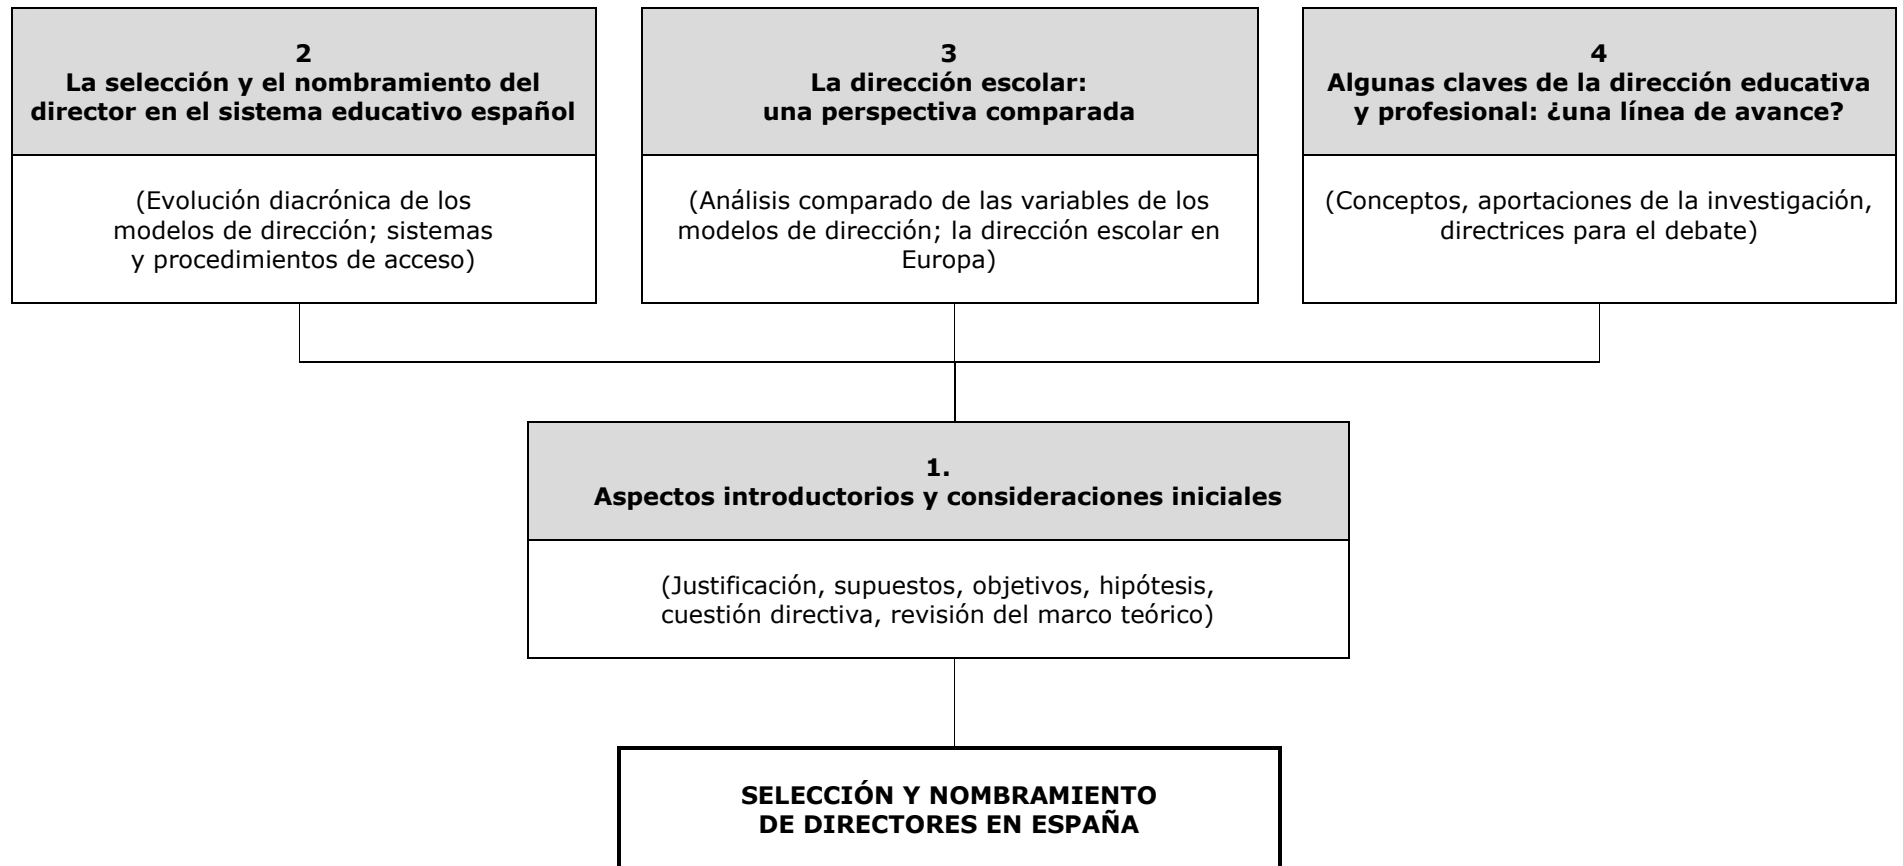 2
La selección y el nombramiento del
director en el sistema educativo español
(Evolución diacrónica de los
modelos de dirección; sistemas
y procedimientos de acceso)
3
La dirección escolar:
una perspectiva comparada
(Análisis comparado de las variables de los
modelos de dirección; la dirección escolar en
Europa)
4
Algunas claves de la dirección educativa
y profesional: ¿una línea de avance?
(Conceptos, aportaciones de la investigación,
directrices para el debate)
1.
Aspectos introductorios y consideraciones iniciales
(Justificación, supuestos, objetivos, hipótesis,
cuestión directiva, revisión del marco teórico)
SELECCIÓN Y NOMBRAMIENTO
DE DIRECTORES EN ESPAÑA